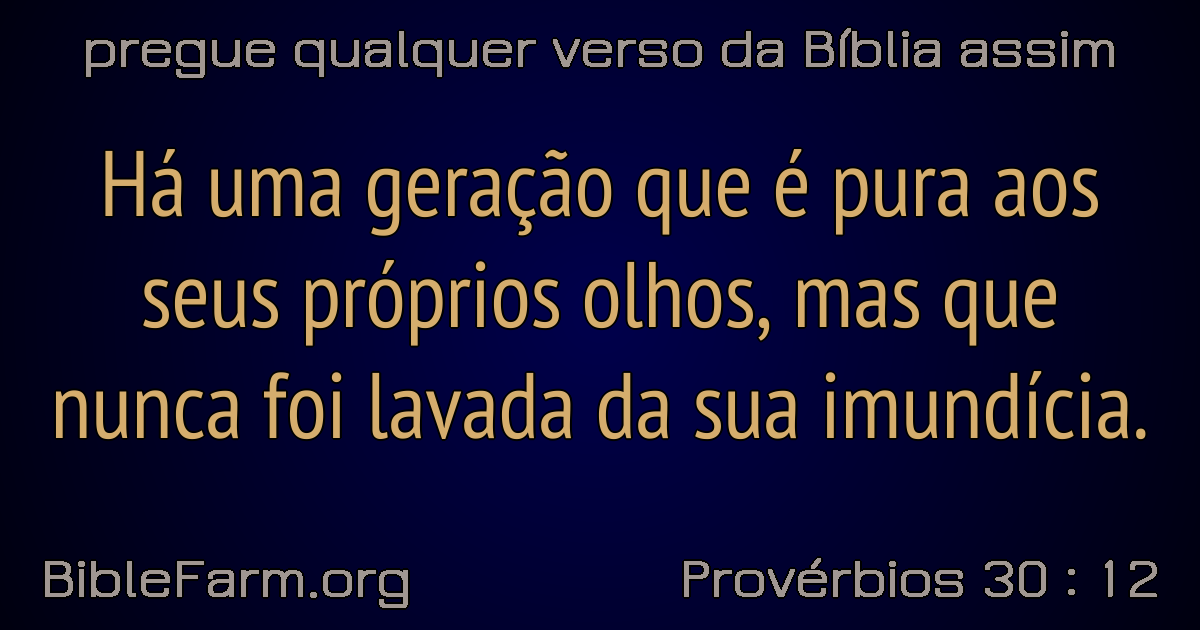 pregue qualquer verso da Bíblia assim
Há uma geração que é pura aos
seus próprios olhos, mas que
nunca foi lavada da sua imundícia.
BibleFarm.org
Provérbios 30 : 12